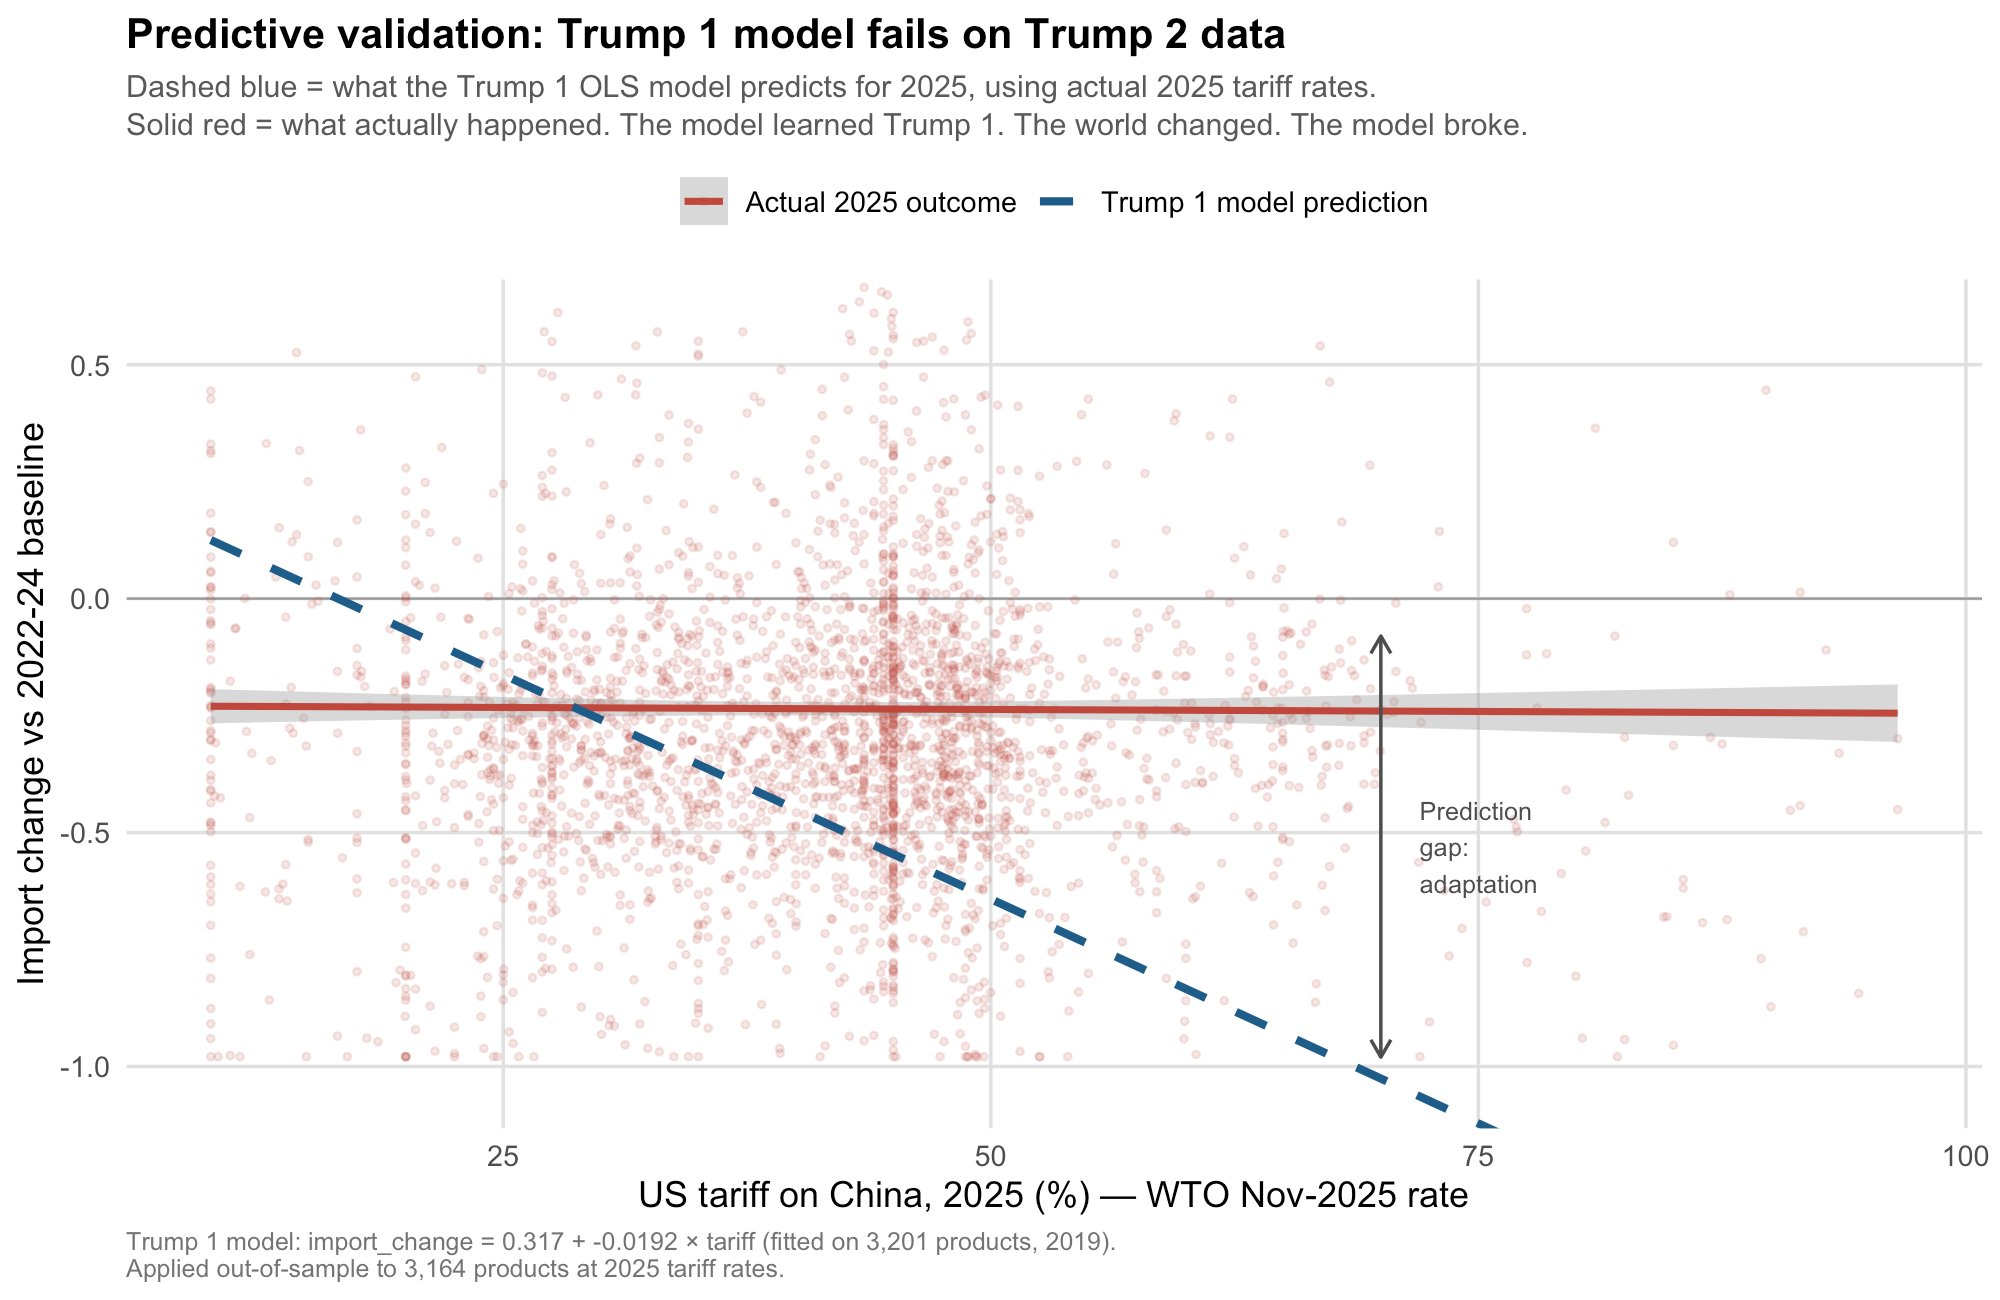 Predictive validation: Trump 1 model fails on Trump 2 data
Dashed blue = what the Trump 1 OLS model predicts for 2025, using actual 2025 tariff rates.
Solid red = what actually happened. The model learned Trump 1. The world changed. The model broke.
Actual 2025 outcome
Trump 1 model prediction
Import change vs 2022-24 baseline
0.5
0.0
-0.5
-1.0
Prediction
gap:
adaptation
25
50
75
100
US tariff on China, 2025 (%) — WTO Nov-2025 rate
Trump 1 model: import_change = 0.317 + -0.0192 × tariff (fitted on 3,201 products, 2019).
Applied out-of-sample to 3,164 products at 2025 tariff rates.